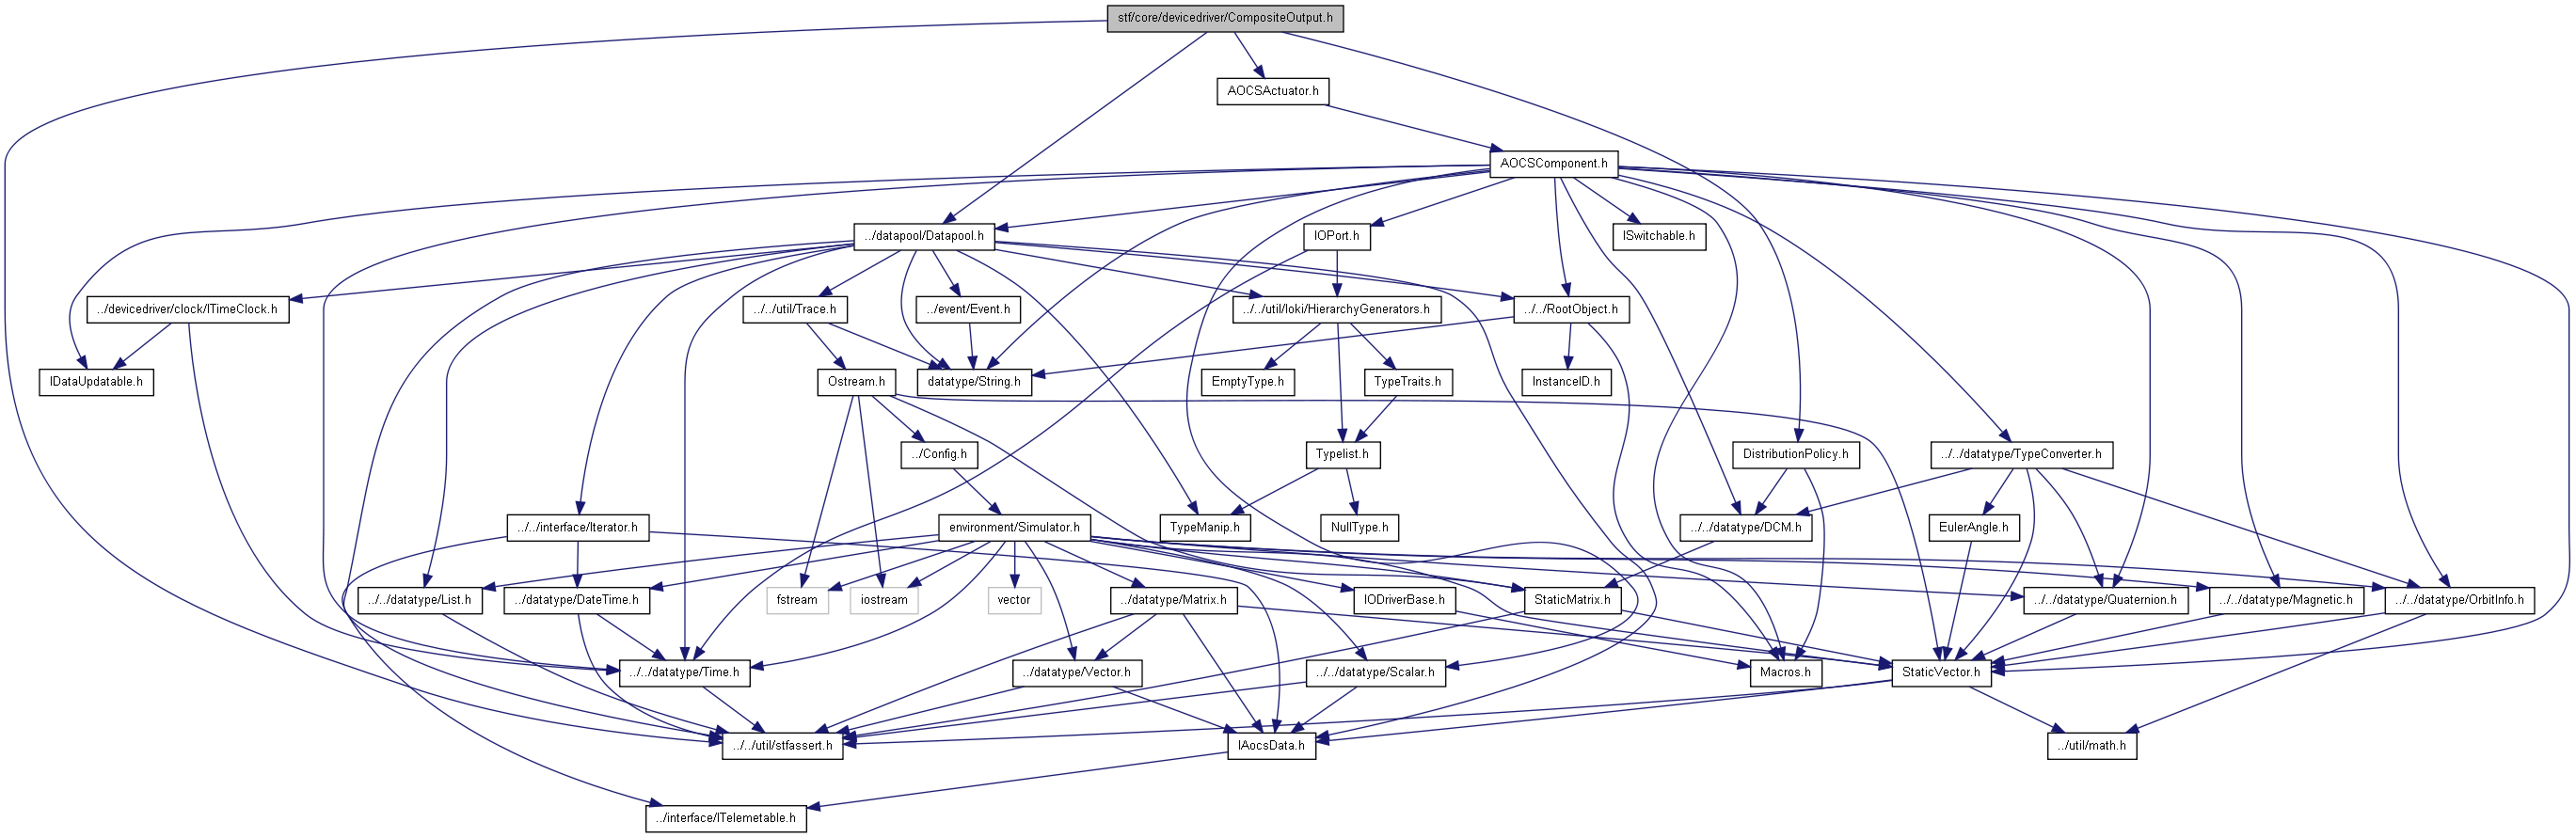 stf/core/devicedriver/CompositeOutput.h
AOCSActuator.h
AOCSComponent.h
../datapool/Datapool.h
IOPort.h
ISwitchable.h
../devicedriver/clock/ITimeClock.h
../../util/Trace.h
../event/Event.h
../../util/loki/HierarchyGenerators.h
../../RootObject.h
IDataUpdatable.h
Ostream.h
datatype/String.h
EmptyType.h
TypeTraits.h
InstanceID.h
../Config.h
Typelist.h
DistributionPolicy.h
../../datatype/TypeConverter.h
../../interface/Iterator.h
environment/Simulator.h
TypeManip.h
NullType.h
../../datatype/DCM.h
EulerAngle.h
../../datatype/List.h
../datatype/DateTime.h
fstream
iostream
vector
../datatype/Matrix.h
IODriverBase.h
StaticMatrix.h
../../datatype/Quaternion.h
../../datatype/Magnetic.h
../../datatype/OrbitInfo.h
../../datatype/Time.h
../datatype/Vector.h
../../datatype/Scalar.h
Macros.h
StaticVector.h
../../util/stfassert.h
IAocsData.h
../util/math.h
../interface/ITelemetable.h